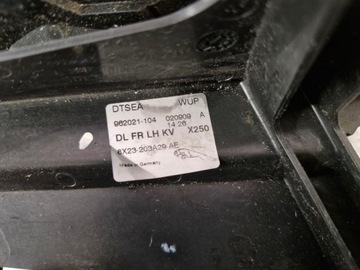 DTSEA WUP
962021-104 020909 A
14:26
DL FR LH KV X250
8X23-203A29-AE
Made in Germany